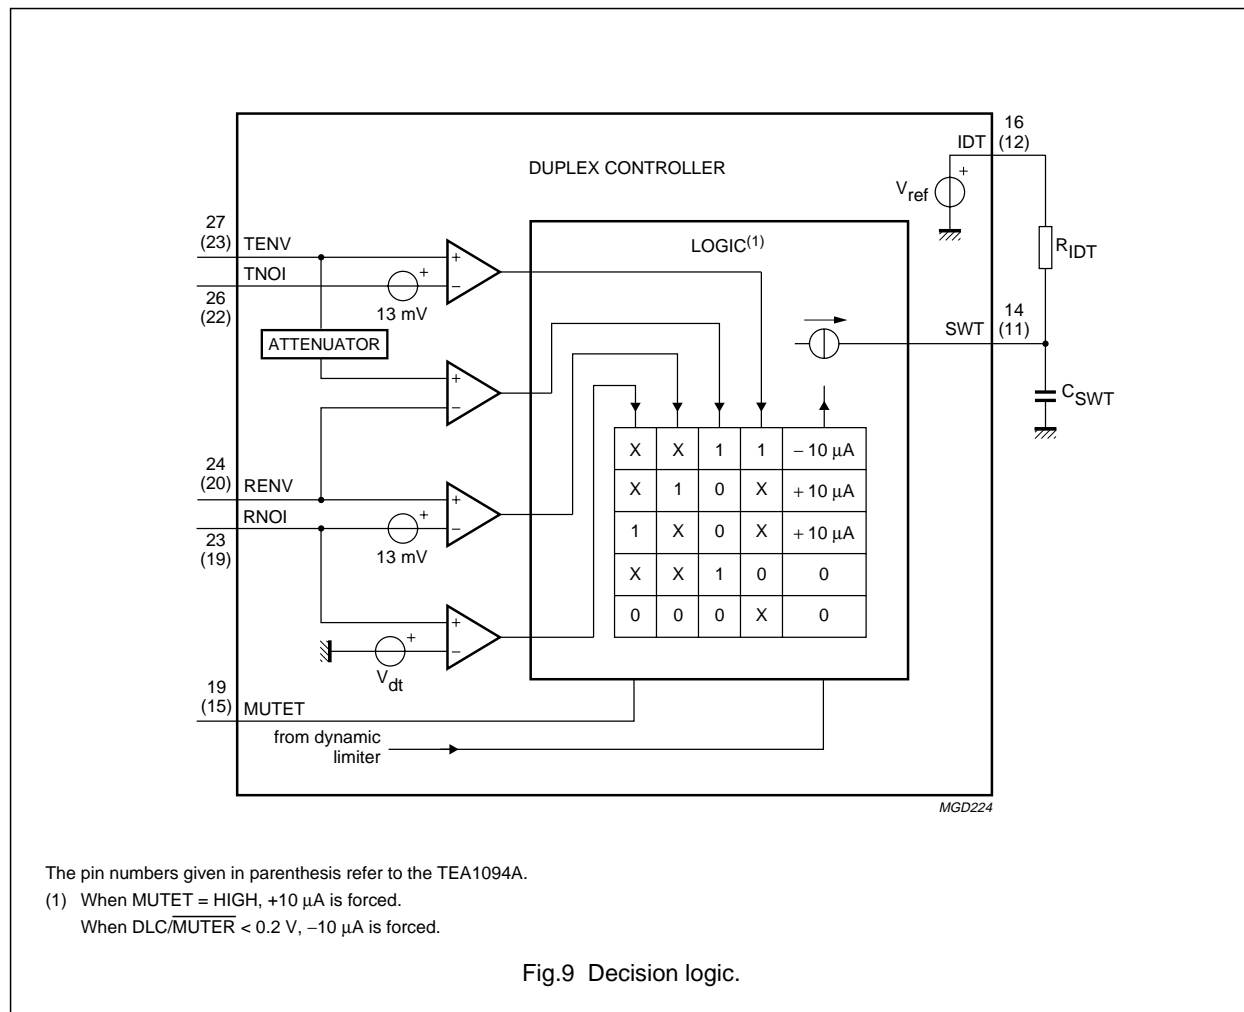 DUPLEX CONTROLLER
16
IDT (12)
Vref
+
RIDT
14
SWT (11)
CSWT
27
(23) TENV
TNOI
26
(22)
+
−
+
13 mV
ATTENUATOR
+
−
24
(20) RENV
RNOI
23
(19)
+
−
+
13 mV
+
−
+
Vdt
19
(15) MUTET
from dynamic
limiter
LOGIC(1)
X X 1 1 − 10 μA
X 1 0 X + 10 μA
1 X 0 X + 10 μA
X X 1 0 0
0 0 0 X 0
MGD224
The pin numbers given in parenthesis refer to the TEA1094A.
(1) When MUTET = HIGH, +10 μA is forced.
When DLC/MUTER < 0.2 V, −10 μA is forced.
Fig.9 Decision logic.